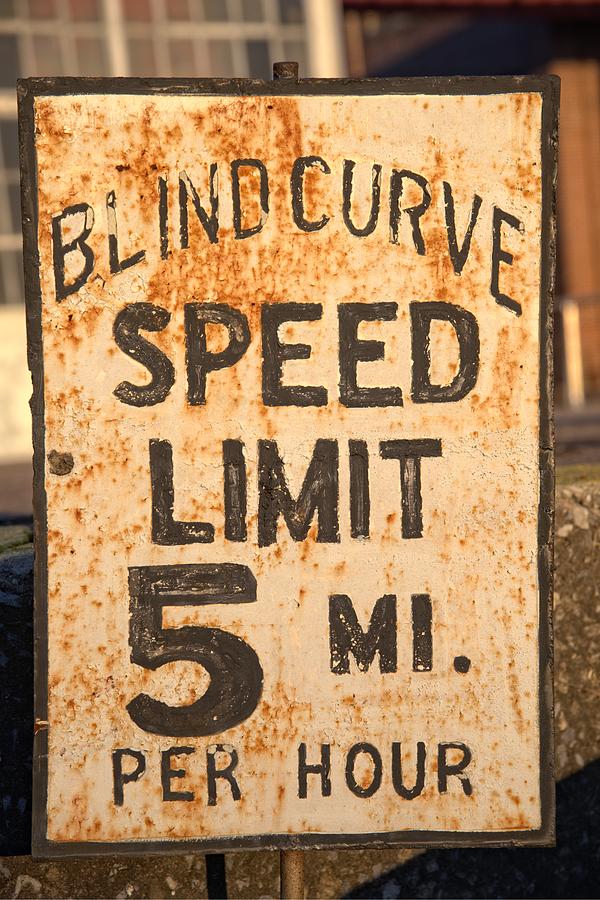 BLIND CURVE
SPEED
LIMIT
5 MI.
PER HOUR